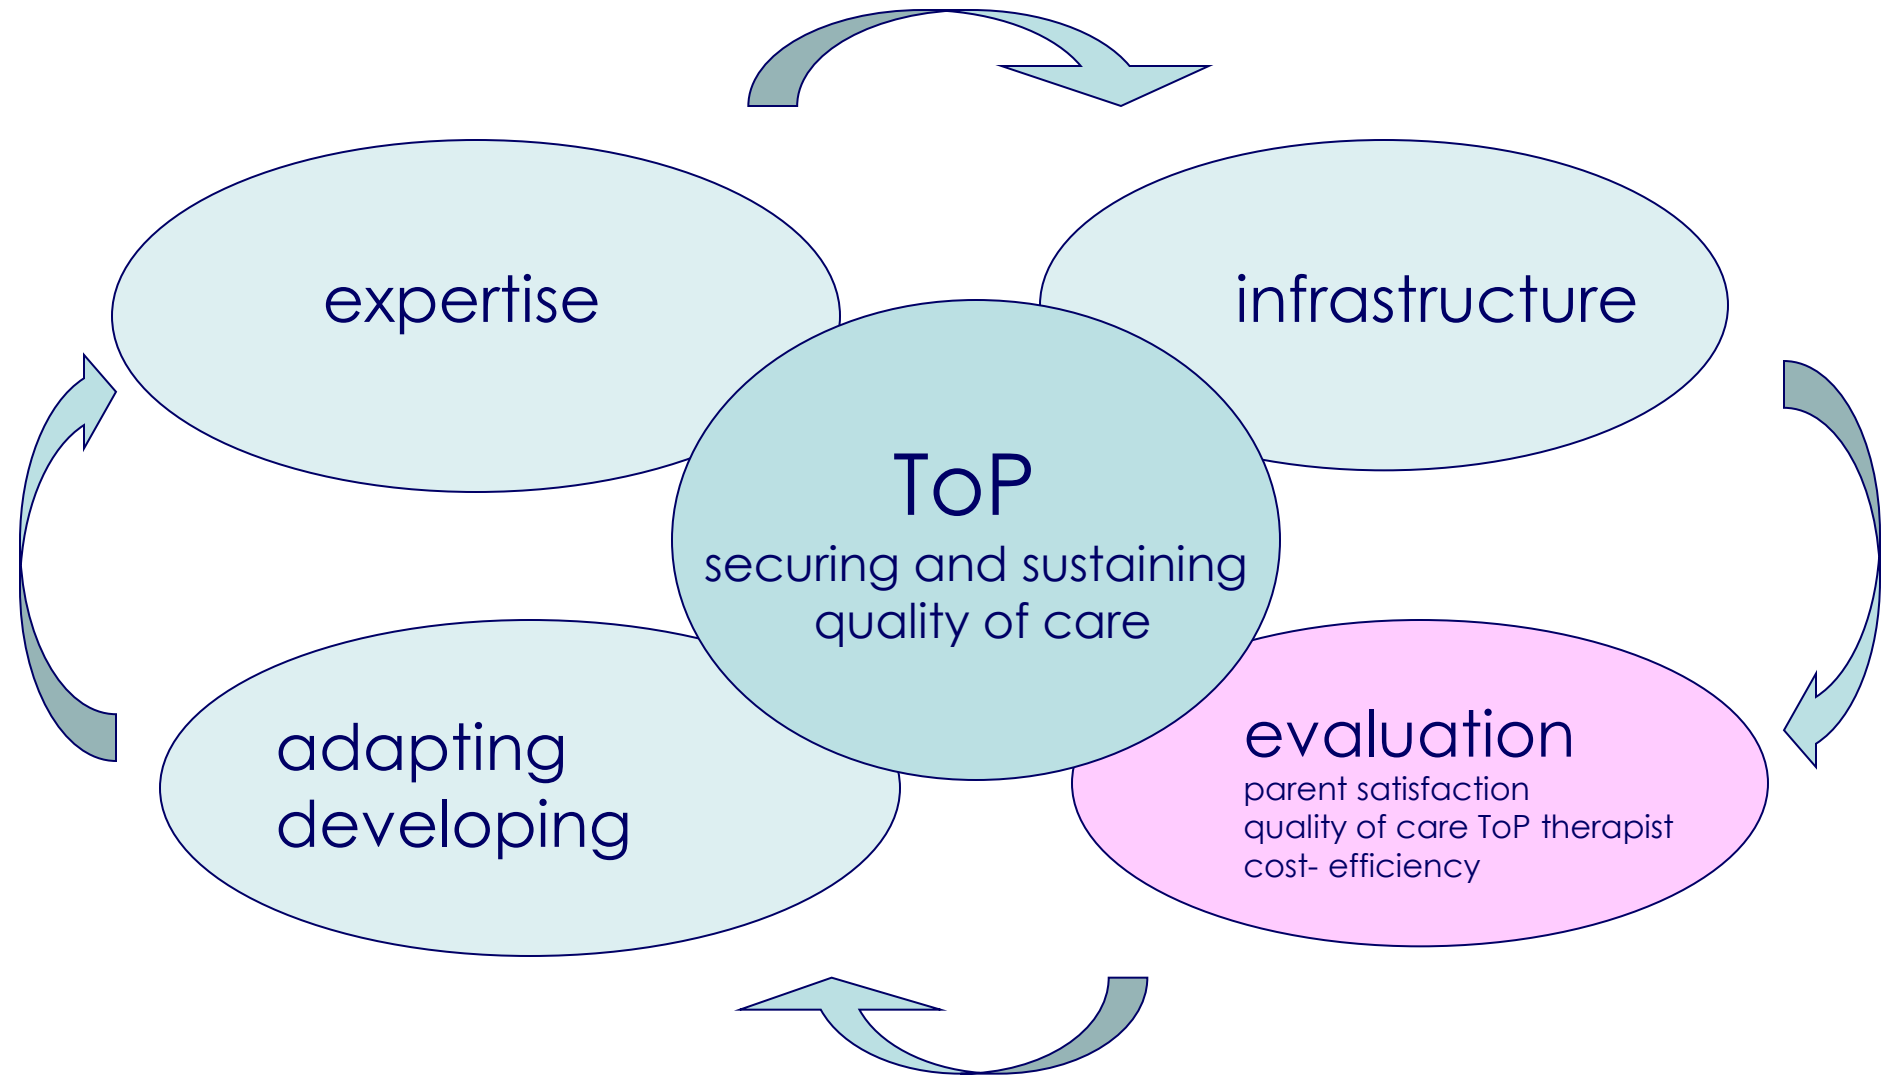 expertise
infrastructure
ToP
securing and sustaining
quality of care
adapting
developing
evaluation
parent satisfaction
quality of care ToP therapist
cost- efficiency